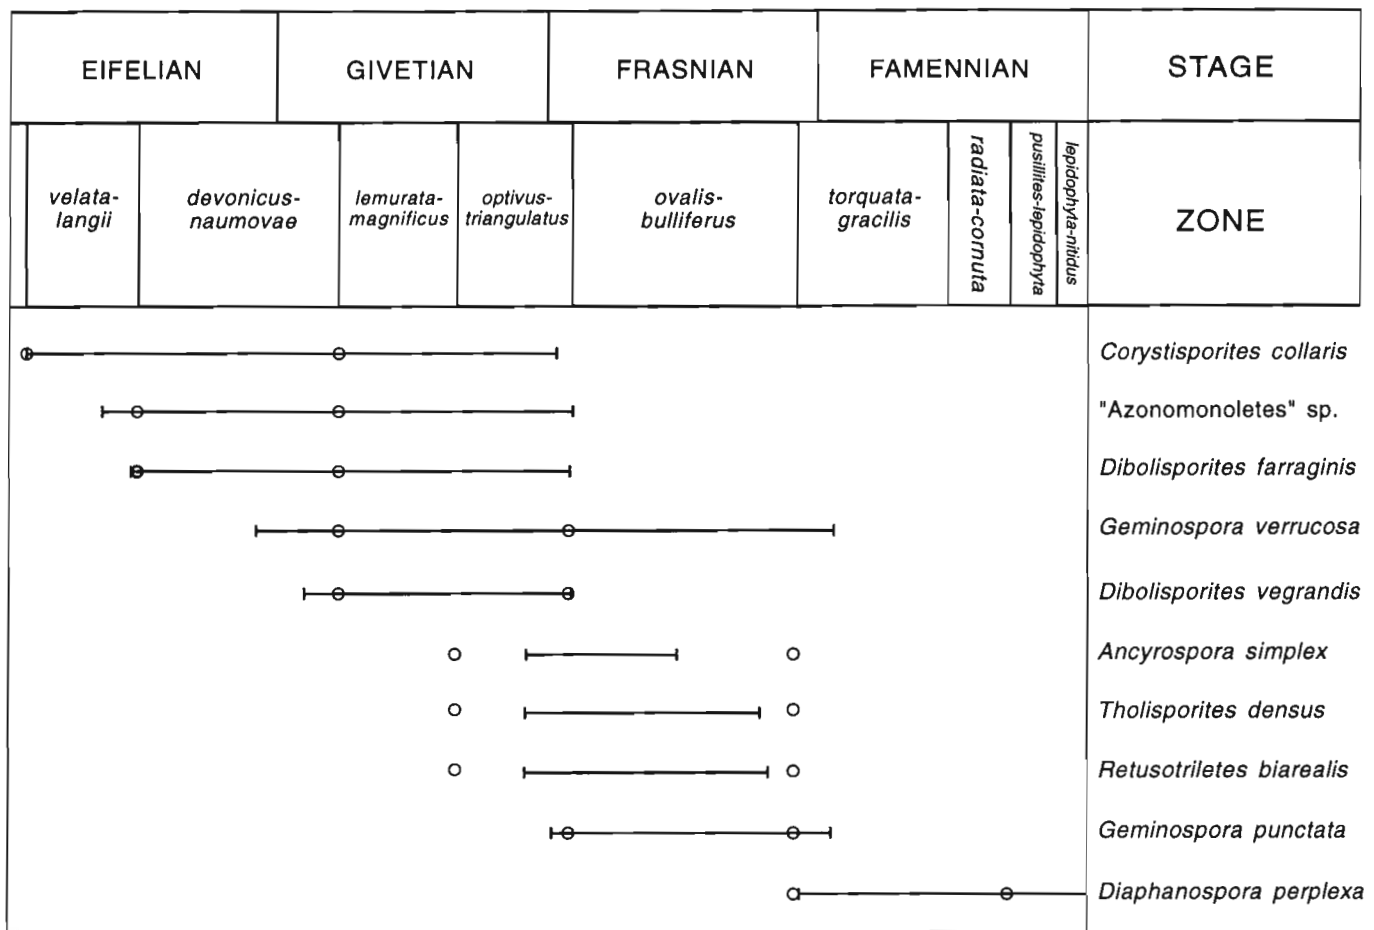 EIFELIAN
GIVETIAN
FRASNIAN
FAMENNIAN
STAGE
velata-
langii
devonicus-
naumovae
lemurata-
magnificus
optivus-
triangulatus
ovalis-
bulliferus
torquata-
gracilis
radiata-cornuta
pusillites-lepidophyta
lepidophyta-nitidus
ZONE
Corystisporites collaris
"Azonomonoletes" sp.
Dibolisporites farraginis
Geminospora verrucosa
Dibolisporites vegrandis
Ancyrospora simplex
Tholisporites densus
Retusotriletes biarealis
Geminospora punctata
Diaphanospora perplexa